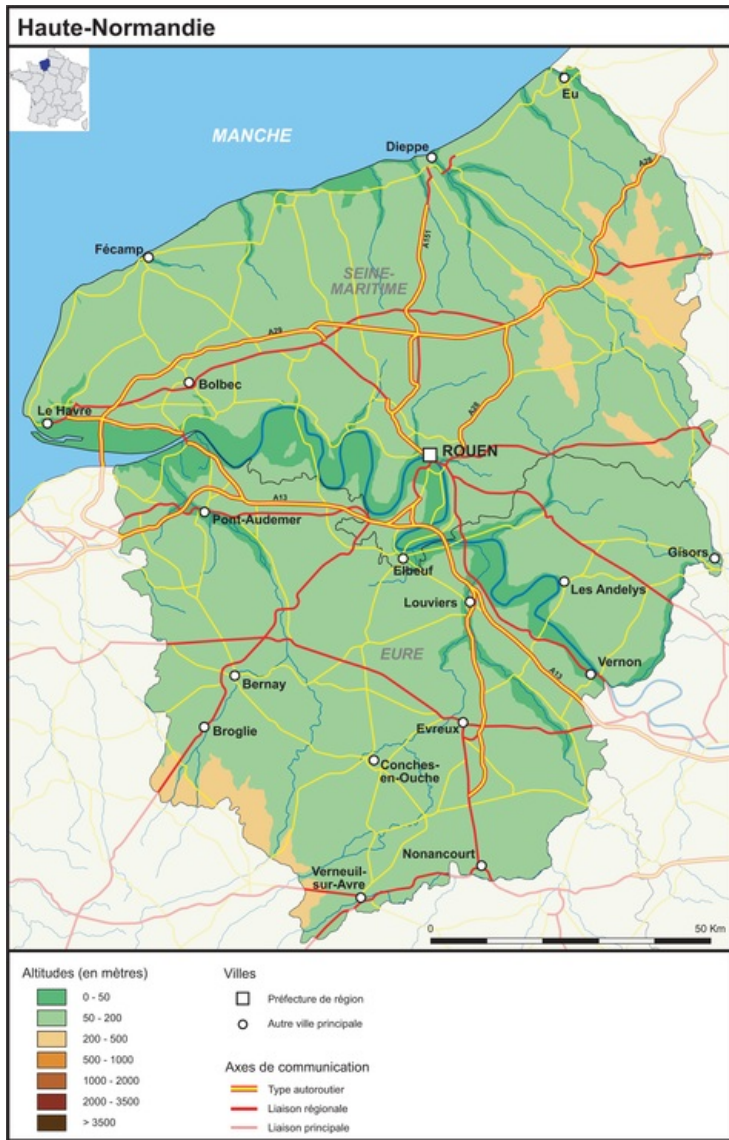 Haute-Normandie
MANCHE
Eu
Dieppe
A28
A151
Fécamp
SEINE-
MARITIME
A29
Bolbec
Le Havre
A28
ROUEN
A13
Pont-Audemer
Gisors
Elbeuf
Les Andelys
Louviers
EURE
Vernon
Bernay
A13
Broglie
Evreux
Conches-
en-Ouche
Nonancourt
Verneuil-
sur-Avre
0
50 Km
Altitudes (en mètres)
0 - 50
50 - 200
200 - 500
500 - 1000
1000 - 2000
2000 - 3500
> 3500
Villes
Préfecture de région
Autre ville principale
Axes de communication
Type autoroutier
Liaison régionale
Liaison principale